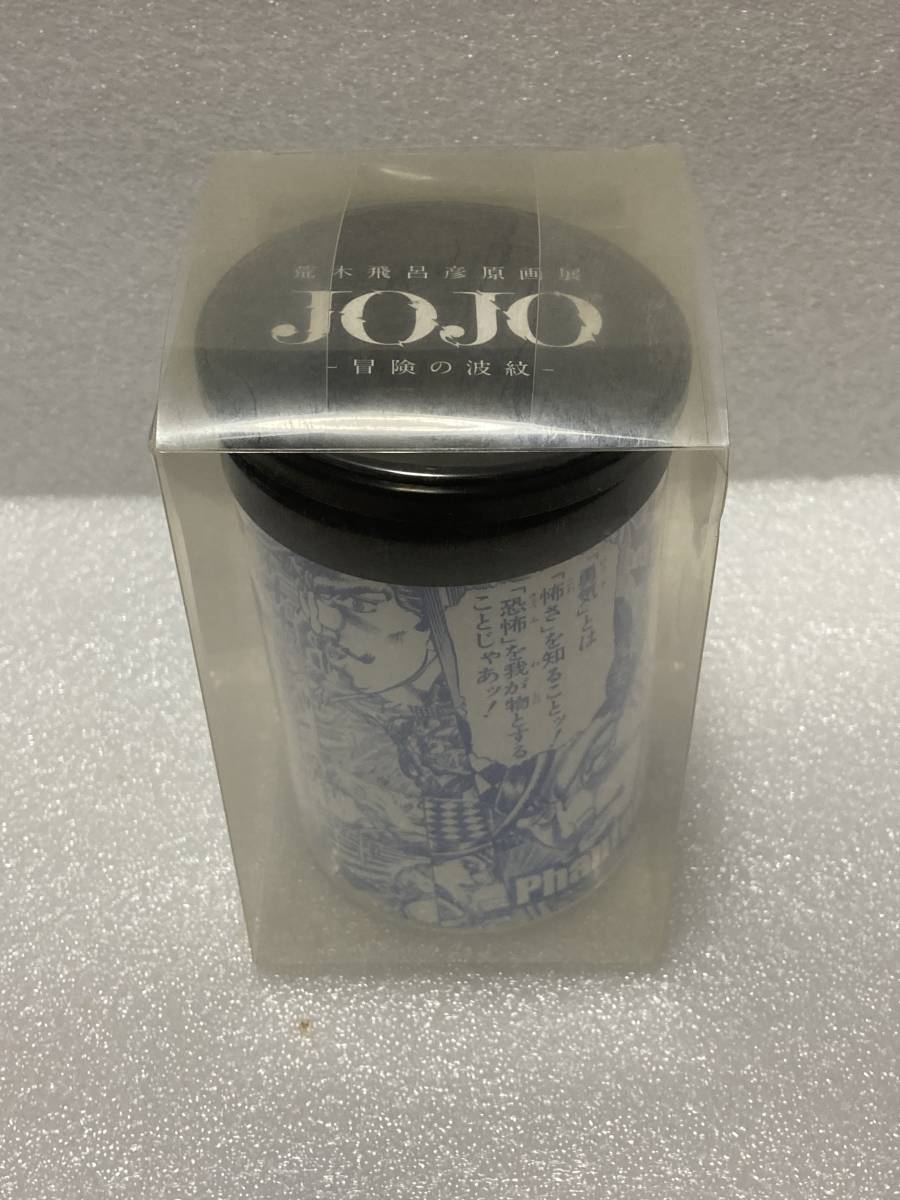 荒木飛呂彦原画展
JOJO
-冒険の波紋-
「勇気」とは
「怖さ」を知ることッ!
「恐怖」を我が物とする
ことじゃあッ!